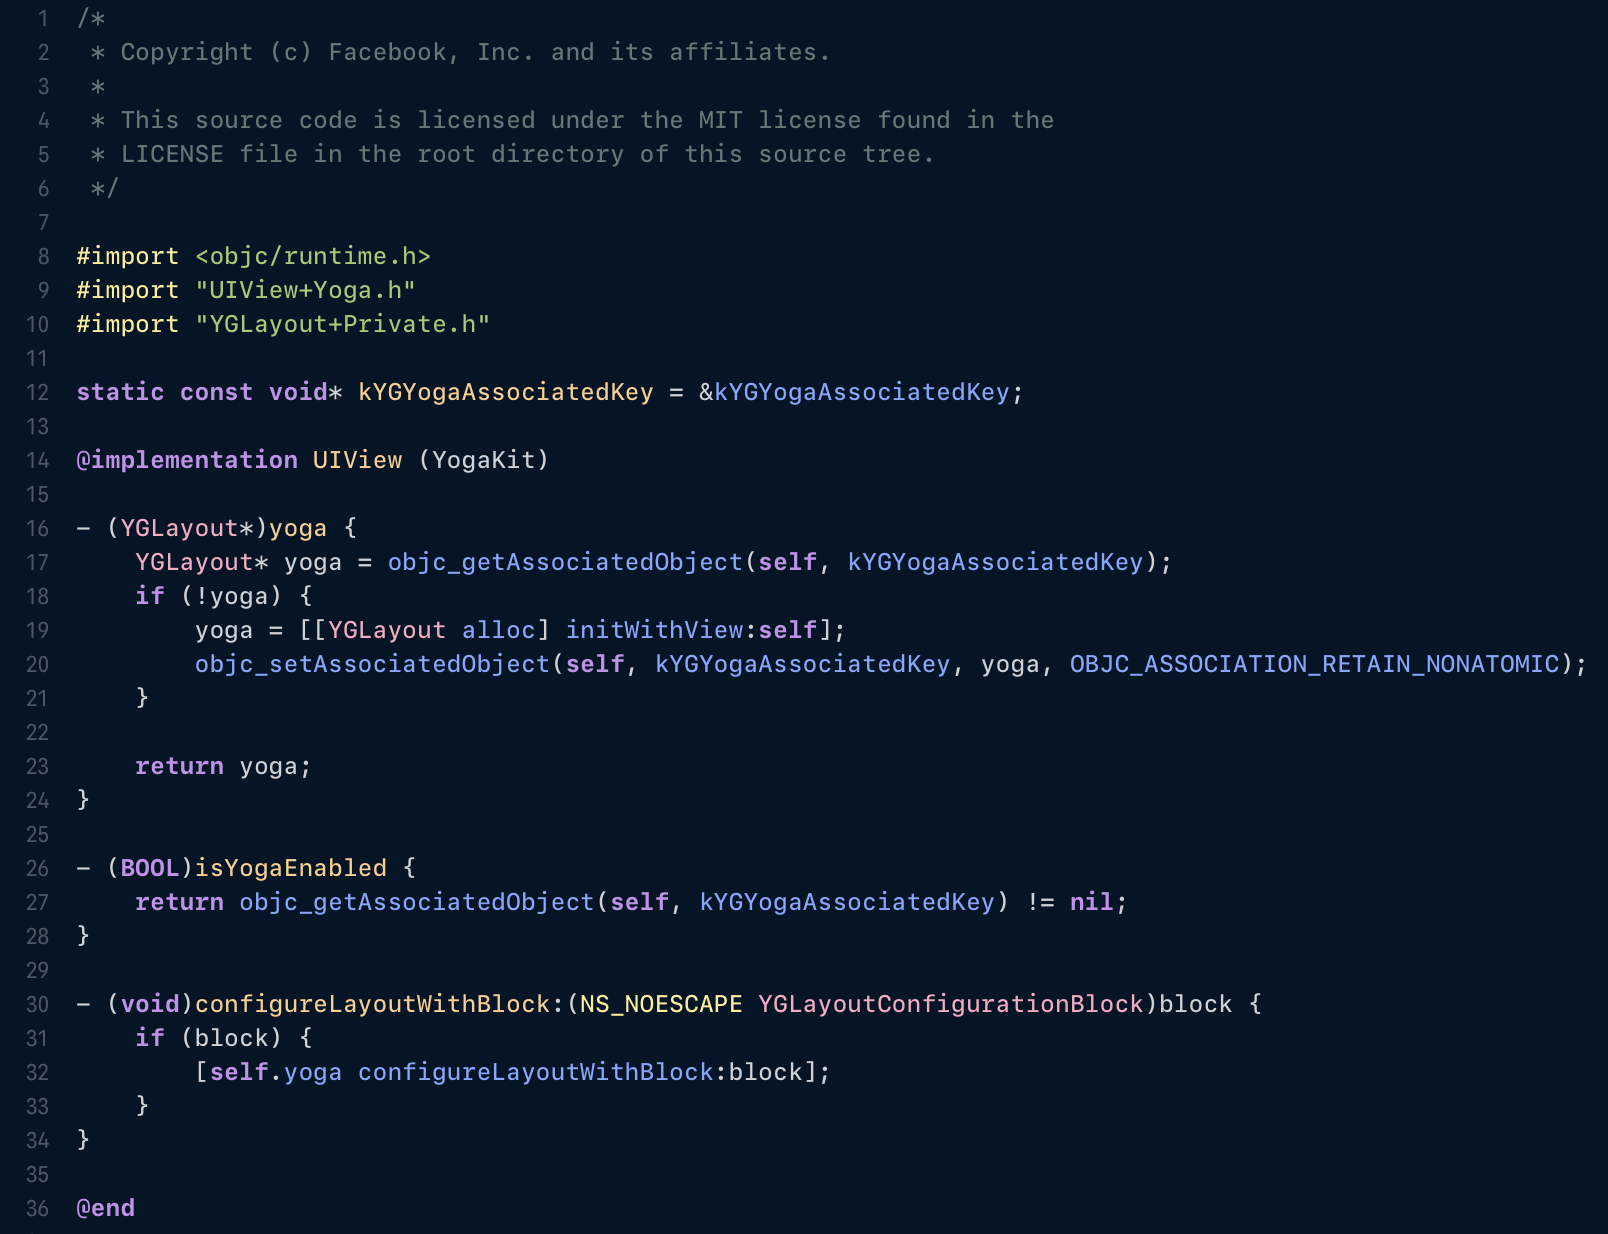 1 /*
2  * Copyright (c) Facebook, Inc. and its affiliates.
3  *
4  * This source code is licensed under the MIT license found in the
5  * LICENSE file in the root directory of this source tree.
6  */
7
8 #import <objc/runtime.h>
9 #import "UIView+Yoga.h"
10 #import "YGLayout+Private.h"
11
12 static const void* kYGYogaAssociatedKey = &kYGYogaAssociatedKey;
13
14 @implementation UIView (YogaKit)
15
16 - (YGLayout*)yoga {
17     YGLayout* yoga = objc_getAssociatedObject(self, kYGYogaAssociatedKey);
18     if (!yoga) {
19         yoga = [[YGLayout alloc] initWithView:self];
20         objc_setAssociatedObject(self, kYGYogaAssociatedKey, yoga, OBJC_ASSOCIATION_RETAIN_NONATOMIC);
21     }
22
23     return yoga;
24 }
25
26 - (BOOL)isYogaEnabled {
27     return objc_getAssociatedObject(self, kYGYogaAssociatedKey) != nil;
28 }
29
30 - (void)configureLayoutWithBlock:(NS_NOESCAPE YGLayoutConfigurationBlock)block {
31     if (block) {
32         [self.yoga configureLayoutWithBlock:block];
33     }
34 }
35
36 @end